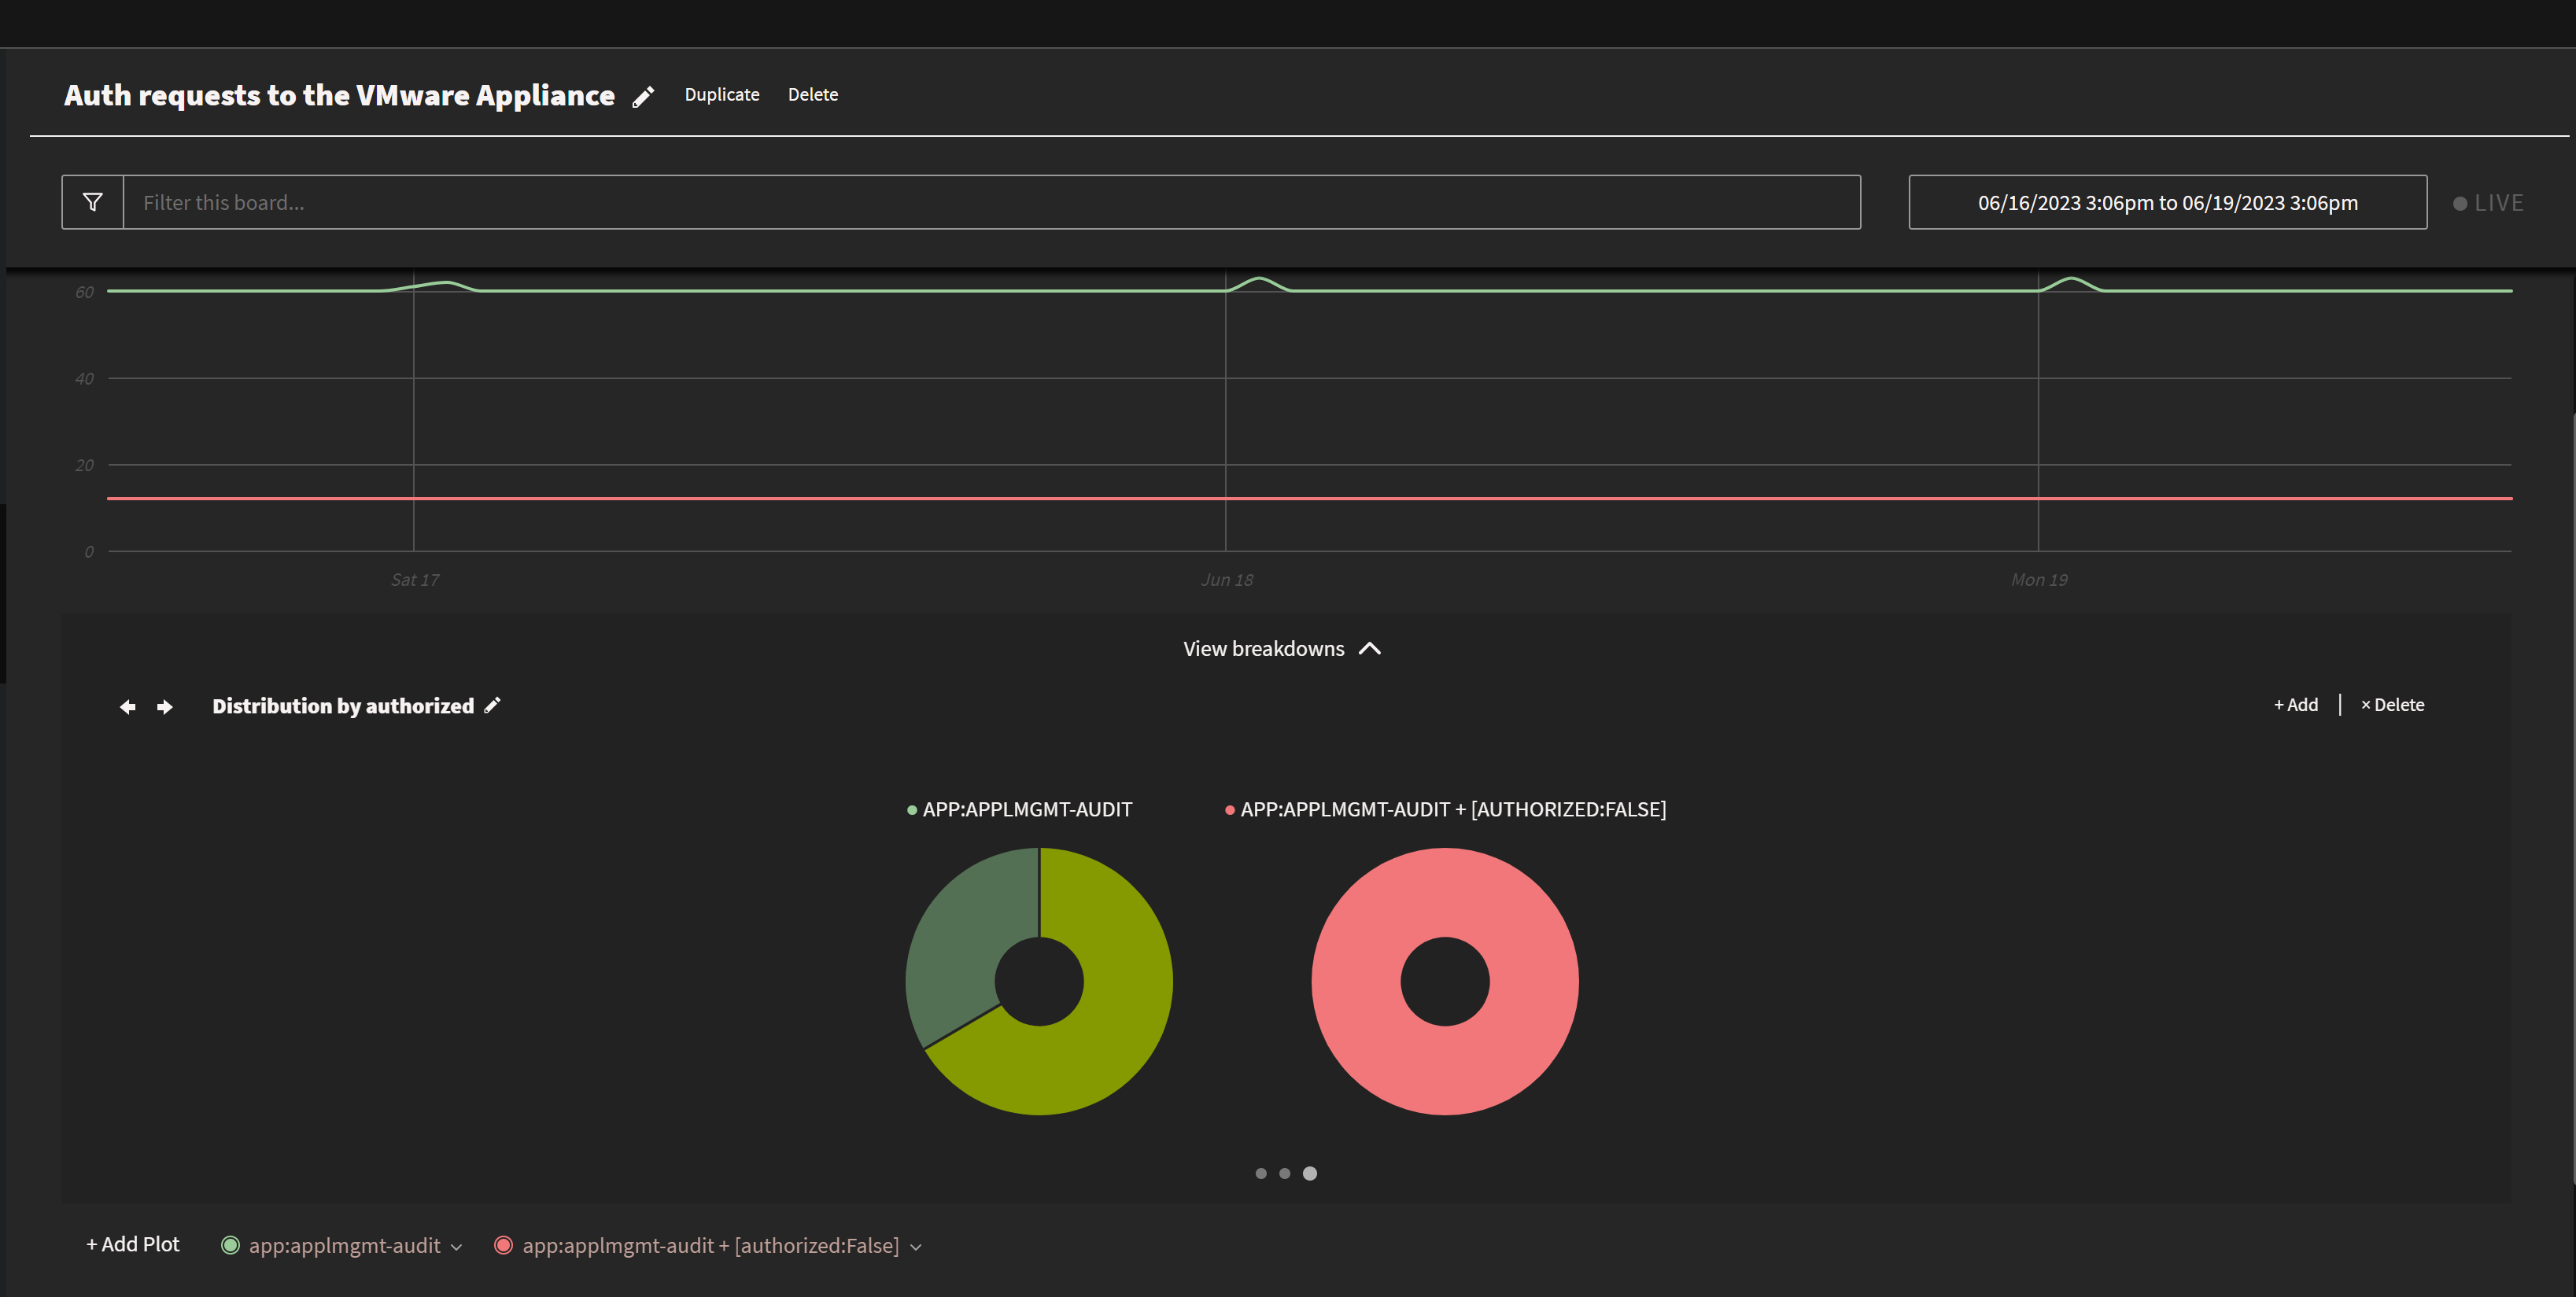 Auth requests to the VMware Appliance Duplicate Delete
Filter this board... 06/16/2023 3:06pm to 06/19/2023 3:06pm LIVE
60
40
20
0
Sat 17 Jun 18 Mon 19
View breakdowns
Distribution by authorized + Add | × Delete
APP:APPLMGMT-AUDIT APP:APPLMGMT-AUDIT + [AUTHORIZED:FALSE]
+ Add Plot app:applmgmt-audit app:applmgmt-audit + [authorized:False]